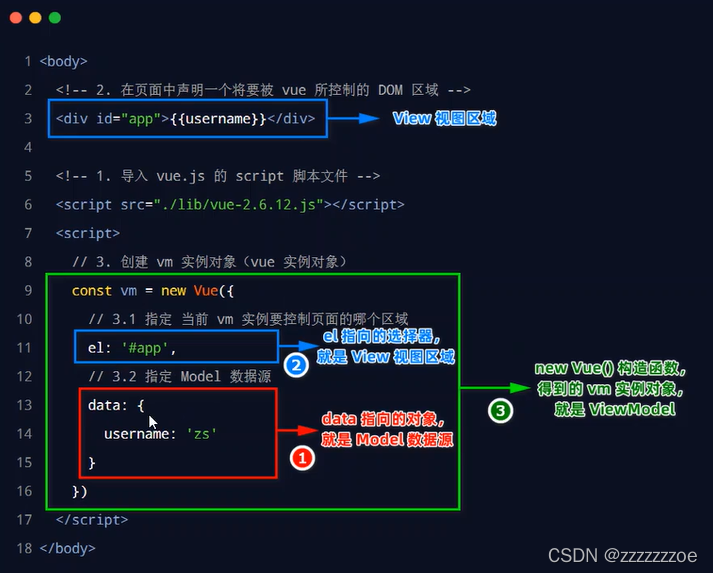 1 <body>
2 <!-- 2. 在页面中声明一个将要被 vue 所控制的 DOM 区域 -->
3 <div id="app">{{username}}</div>
View 视图区域
4
5 <!-- 1. 导入 vue.js 的 script 脚本文件 -->
6 <script src="./lib/vue-2.6.12.js"></script>
7 <script>
8 // 3. 创建 vm 实例对象（vue 实例对象）
9 const vm = new Vue({
10 // 3.1 指定 当前 vm 实例要控制页面的哪个区域
11 el: '#app',
2
el 指向的选择器，
就是 View 视图区域
12 // 3.2 指定 Model 数据源
13 data: {
14 username: 'zs'
15 }
1
data 指向的对象，
就是 Model 数据源
16 })
3
new Vue() 构造函数，
得到的 vm 实例对象，
就是 ViewModel
17 </script>
18 </body>
CSDN @zzzzzzzoe